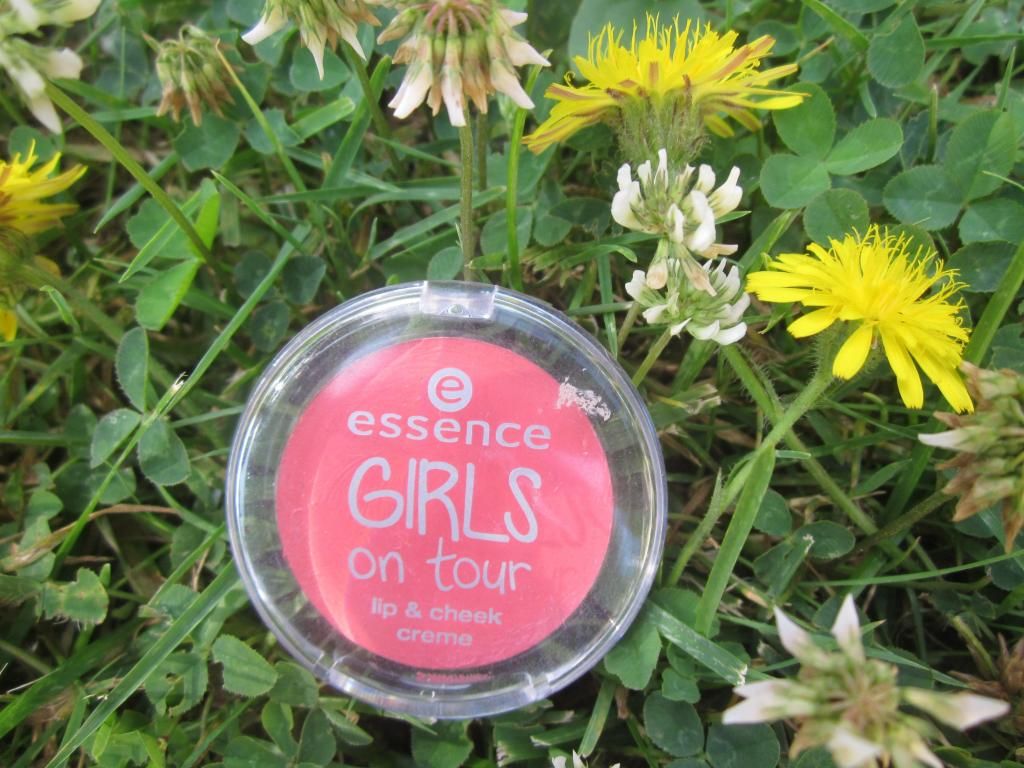 e
essence
GIRLS
on tour
lip & cheek
creme